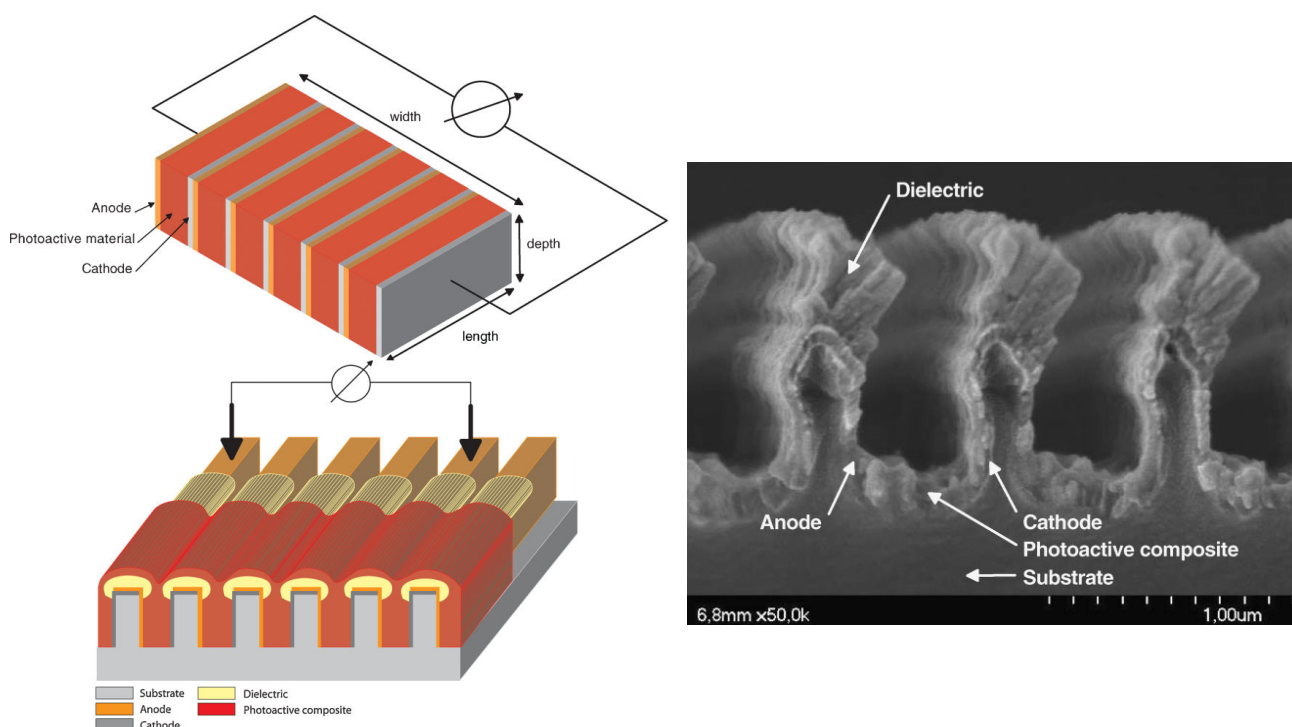 width
Anode
Photoactive material
Cathode
depth
length
Substrate
Anode
Cathode
Dielectric
Photoactive composite
Dielectric
Anode
Cathode
Photoactive composite
Substrate
6,8mm x50,0k
1,00um